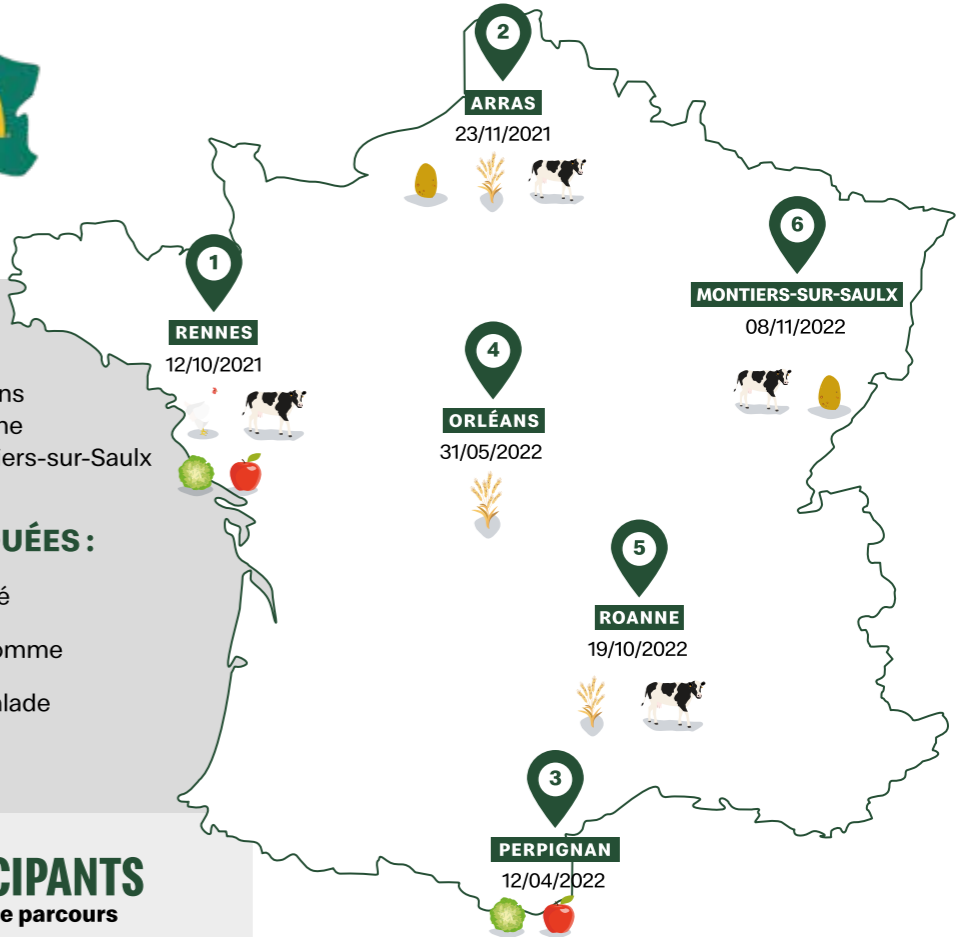 2
ARRAS
23/11/2021
1
RENNES
12/10/2021
6
MONTIERS-SUR-SAULX
08/11/2022
4
ORLÉANS
31/05/2022
5
ROANNE
19/10/2022
3
PERPIGNAN
12/04/2022
ns
ne
iers-sur-Saulx
UÉES :
é
omme
alade
CIPANTS
e parcours